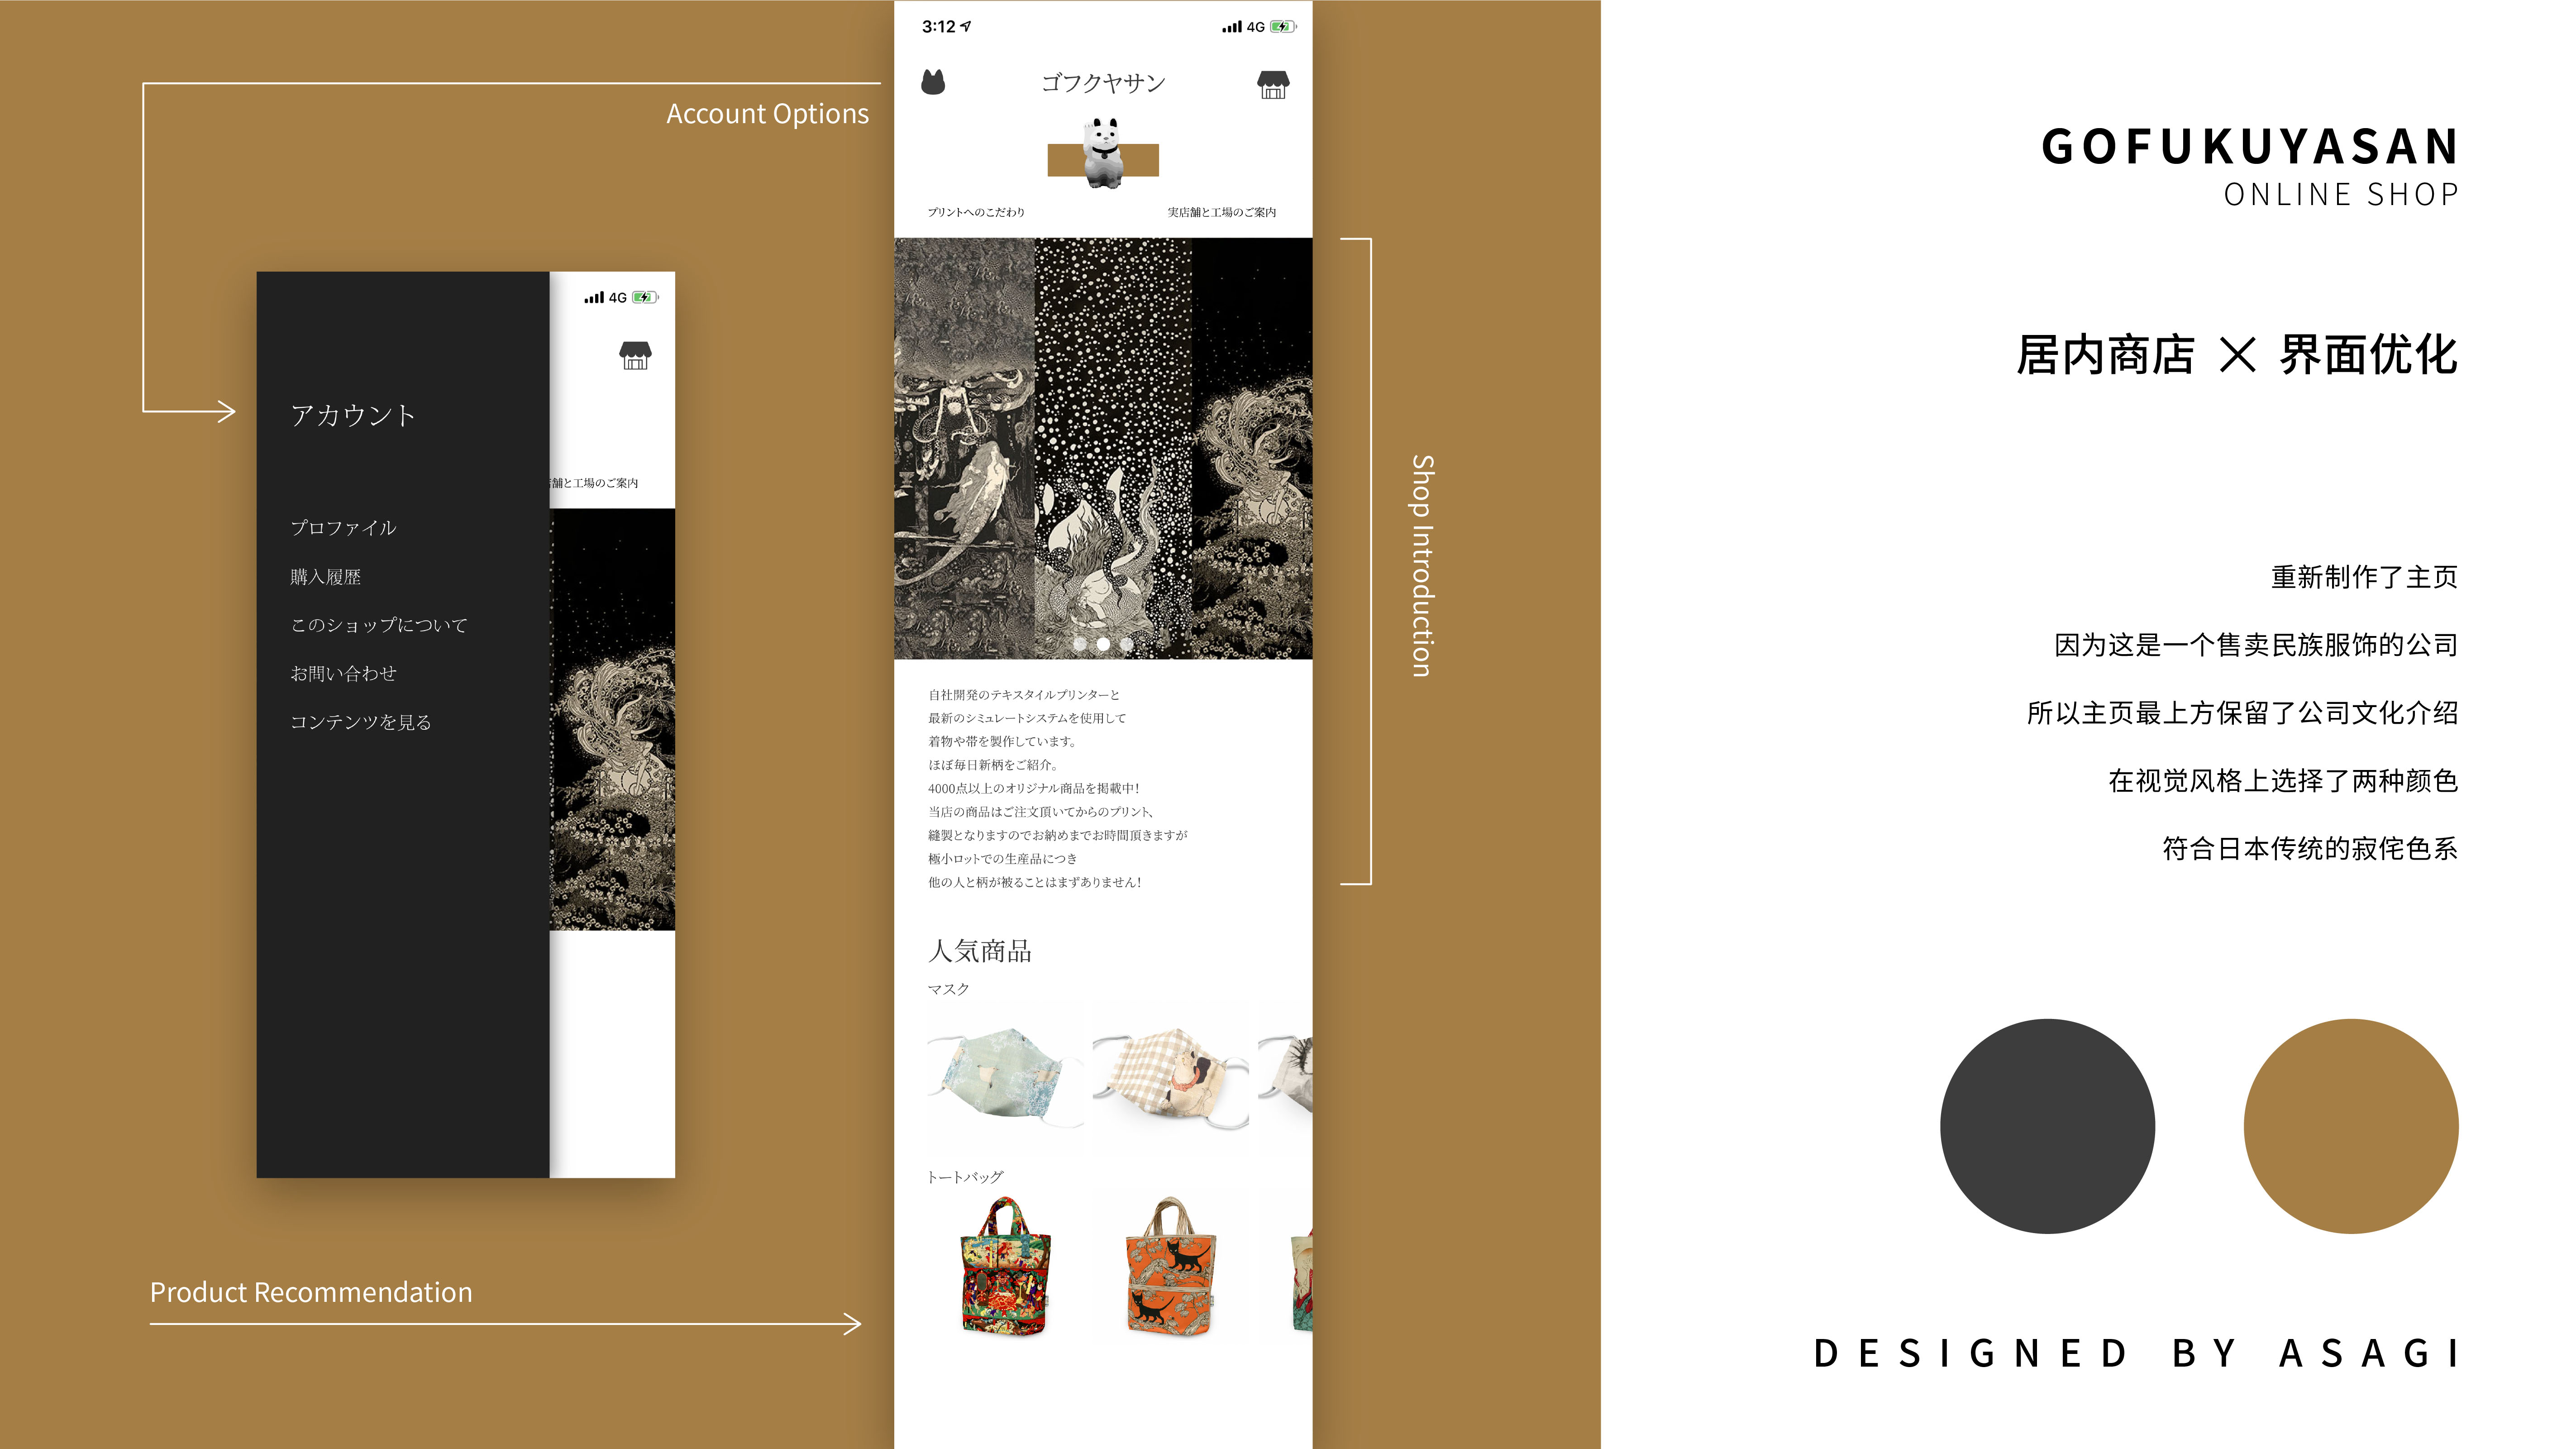 Account Options
4G
アカウント
舗と工場のご案内
プロファイル
購入履歴
このショップについて
お問い合わせ
コンテンツを見る
Product Recommendation
3:12
4G
ゴフクヤサン
プリントへのこだわり
実店舗と工場のご案内
Shop Introduction
自社開発のテキスタイルプリンターと
最新のシミュレートシステムを使用して
着物や帯を製作しています。
ほぼ毎日新柄をご紹介。
4000点以上のオリジナル商品を掲載中！
当店の商品はご注文頂いてからのプリント、
縫製となりますのでお納めまでお時間頂きますが
極小ロットでの生産品につき
他の人と柄が被ることはまずありません！
人気商品
マスク
トートバッグ
GOFUKUYASAN
ONLINE SHOP
居内商店 × 界面优化
重新制作了主页
因为这是一个售卖民族服饰的公司
所以主页最上方保留了公司文化介绍
在视觉风格上选择了两种颜色
符合日本传统的寂侘色系
DESIGNED BY ASAGI